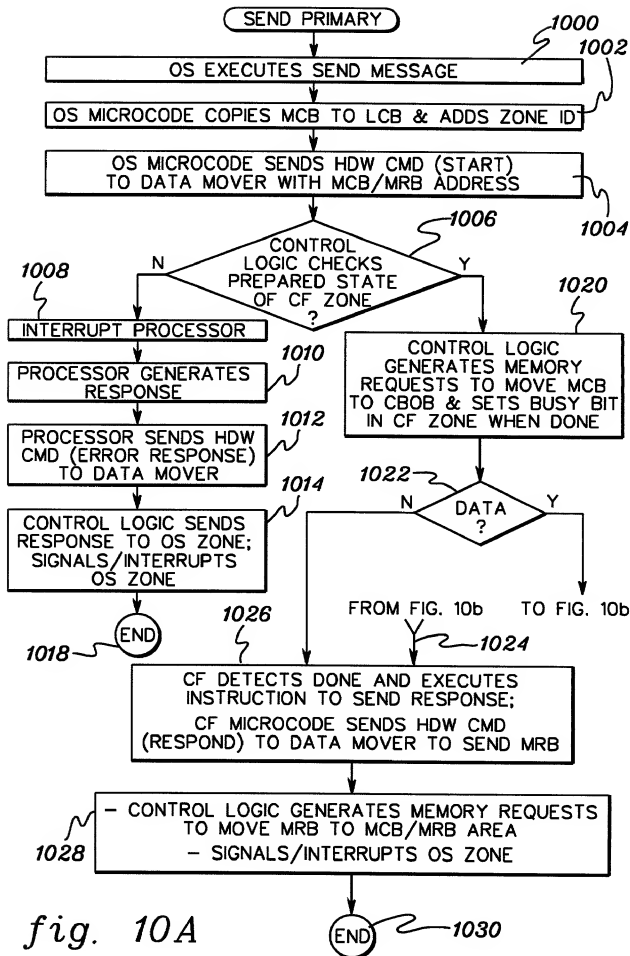 SEND PRIMARY
1000
OS EXECUTES SEND MESSAGE
1002
OS MICROCODE COPIES MCB TO LCB & ADDS ZONE ID
OS MICROCODE SENDS HDW CMD (START)
TO DATA MOVER WITH MCB/MRB ADDRESS
1004
1006
CONTROL
LOGIC CHECKS
PREPARED STATE
OF CF ZONE
?
N
Y
1008
INTERRUPT PROCESSOR
PROCESSOR GENERATES
RESPONSE
1010
PROCESSOR SENDS HDW
CMD (ERROR RESPONSE)
TO DATA MOVER
1012
CONTROL LOGIC SENDS
RESPONSE TO OS ZONE;
SIGNALS/INTERRUPTS
OS ZONE
1014
END
1018
1020
CONTROL LOGIC
GENERATES MEMORY
REQUESTS TO MOVE MCB
TO CBOB & SETS BUSY BIT
IN CF ZONE WHEN DONE
1022
N
DATA
?
Y
FROM FIG. 10b
TO FIG. 10b
1024
1026
CF DETECTS DONE AND EXECUTES
INSTRUCTION TO SEND RESPONSE;
CF MICROCODE SENDS HDW CMD
(RESPOND) TO DATA MOVER TO SEND MRB
1028
- CONTROL LOGIC GENERATES MEMORY REQUESTS
TO MOVE MRB TO MCB/MRB AREA
- SIGNALS/INTERRUPTS OS ZONE
END
1030
fig. 10A